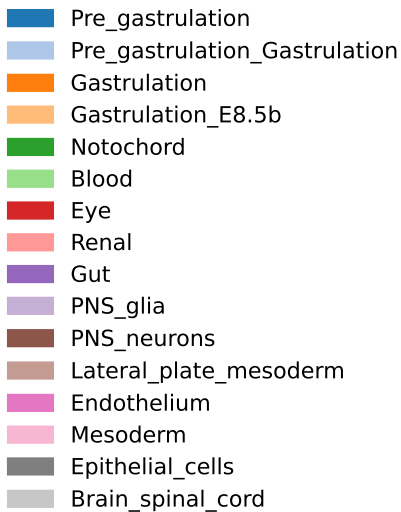 Pre_gastrulation
Pre_gastrulation_Gastrulation
Gastrulation
Gastrulation_E8.5b
Notochord
Blood
Eye
Renal
Gut
PNS_glia
PNS_neurons
Lateral_plate_mesoderm
Endothelium
Mesoderm
Epithelial_cells
Brain_spinal_cord